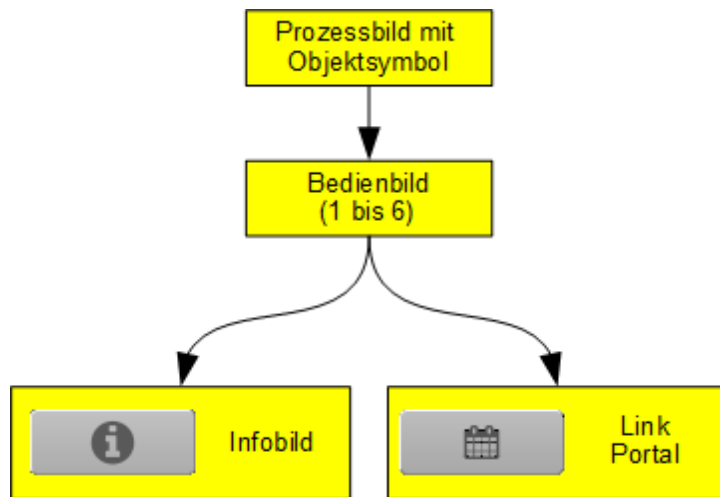 Prozessbild mit
Objektsymbol
Bedienbild
(1 bis 6)
Infobild
Link
Portal